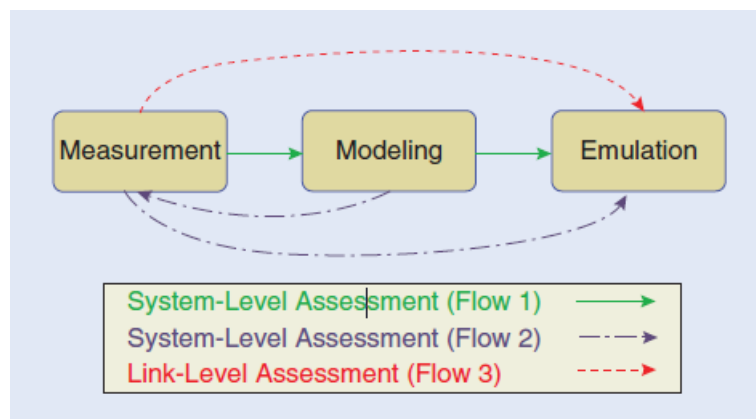 Measurement
Modeling
Emulation
System-Level Assessment (Flow 1)
System-Level Assessment (Flow 2)
Link-Level Assessment (Flow 3)